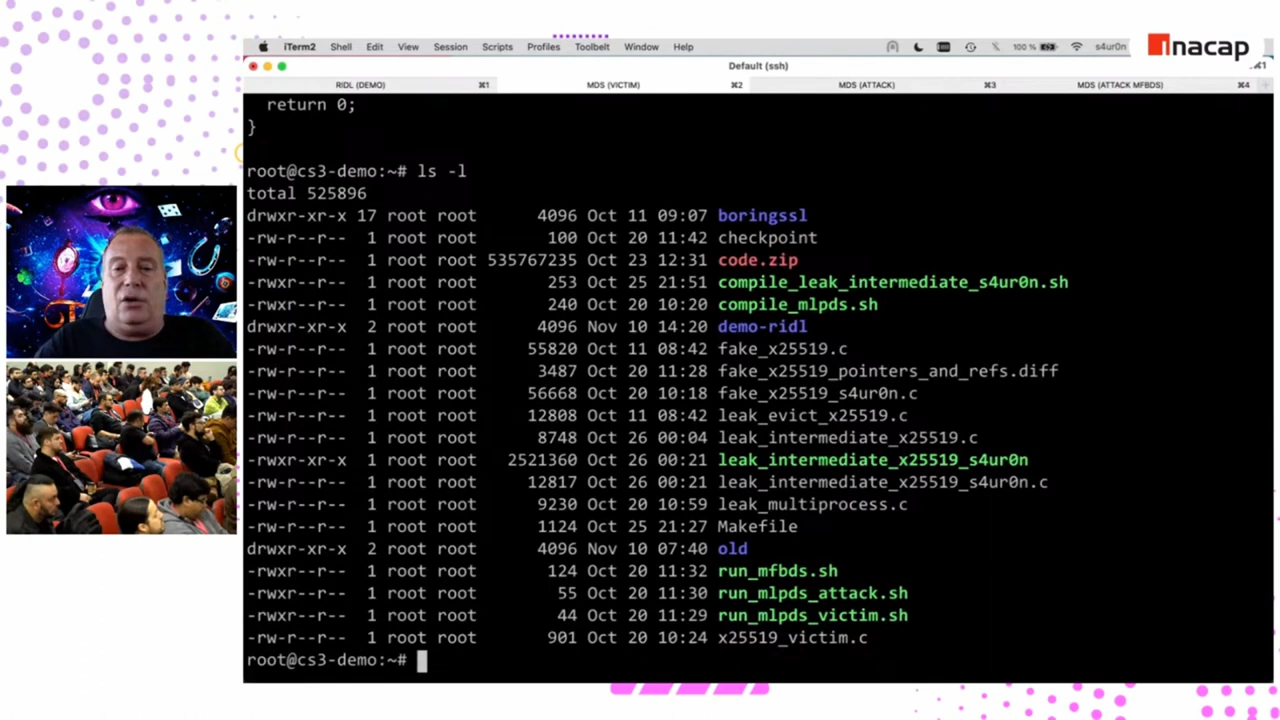 iTerm2 Shell Edit View Session Scripts Profiles Toolbelt Window Help 100 % s4ur0n
inacap
Default (ssh) ⌘1
RIDL (DEMO) ⌘1 MDS (VICTIM) ⌘2 MDS (ATTACK) ⌘3 MDS (ATTACK MFBDS) ⌘4
return 0;
}
root@cs3-demo:~# ls -l
total 525896
drwxr-xr-x 17 root root 4096 Oct 11 09:07 boringssl
-rw-r--r-- 1 root root 100 Oct 20 11:42 checkpoint
-rw-r--r-- 1 root root 535767235 Oct 23 12:31 code.zip
-rwxr--r-- 1 root root 253 Oct 25 21:51 compile_leak_intermediate_s4ur0n.sh
-rwxr--r-- 1 root root 240 Oct 20 10:20 compile_mlpds.sh
drwxr-xr-x 2 root root 4096 Nov 10 14:20 demo-ridl
-rw-r--r-- 1 root root 55820 Oct 11 08:42 fake_x25519.c
-rw-r--r-- 1 root root 3487 Oct 20 11:28 fake_x25519_pointers_and_refs.diff
-rw-r--r-- 1 root root 56668 Oct 20 10:18 fake_x25519_s4ur0n.c
-rw-r--r-- 1 root root 12808 Oct 11 08:42 leak_evict_x25519.c
-rw-r--r-- 1 root root 8748 Oct 26 00:04 leak_intermediate_x25519.c
-rwxr-xr-x 1 root root 2521360 Oct 26 00:21 leak_intermediate_x25519_s4ur0n
-rw-r--r-- 1 root root 12817 Oct 26 00:21 leak_intermediate_x25519_s4ur0n.c
-rw-r--r-- 1 root root 9230 Oct 20 10:59 leak_multiprocess.c
-rw-r--r-- 1 root root 1124 Oct 25 21:27 Makefile
drwxr-xr-x 2 root root 4096 Nov 10 07:40 old
-rwxr--r-- 1 root root 124 Oct 20 11:32 run_mfbds.sh
-rwxr--r-- 1 root root 55 Oct 20 11:30 run_mlpds_attack.sh
-rwxr--r-- 1 root root 44 Oct 20 11:29 run_mlpds_victim.sh
-rw-r--r-- 1 root root 901 Oct 20 10:24 x25519_victim.c
root@cs3-demo:~#